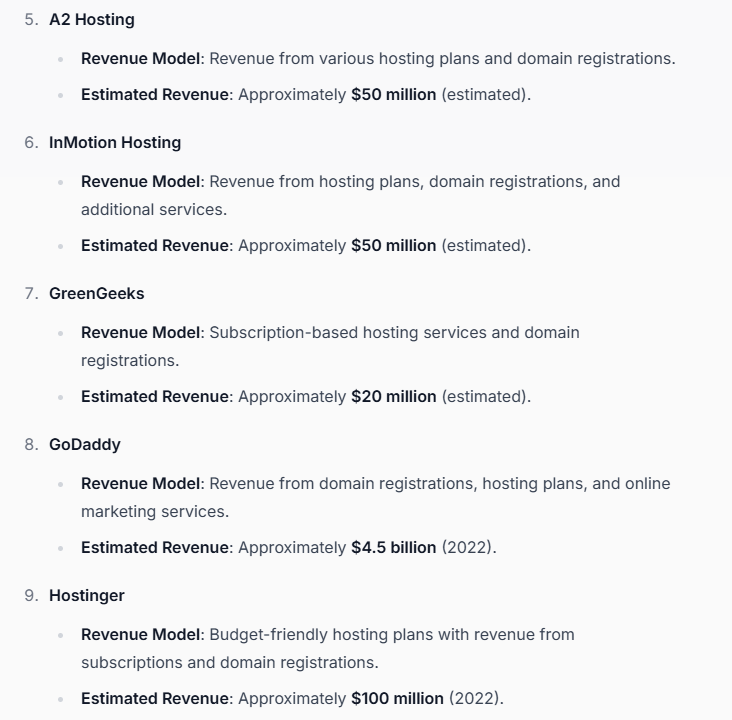 5. A2 Hosting
Revenue Model: Revenue from various hosting plans and domain registrations.
Estimated Revenue: Approximately $50 million (estimated).
6. InMotion Hosting
Revenue Model: Revenue from hosting plans, domain registrations, and
additional services.
Estimated Revenue: Approximately $50 million (estimated).
7. GreenGeeks
Revenue Model: Subscription-based hosting services and domain
registrations.
Estimated Revenue: Approximately $20 million (estimated).
8. GoDaddy
Revenue Model: Revenue from domain registrations, hosting plans, and online
marketing services.
Estimated Revenue: Approximately $4.5 billion (2022).
9. Hostinger
Revenue Model: Budget-friendly hosting plans with revenue from
subscriptions and domain registrations.
Estimated Revenue: Approximately $100 million (2022).